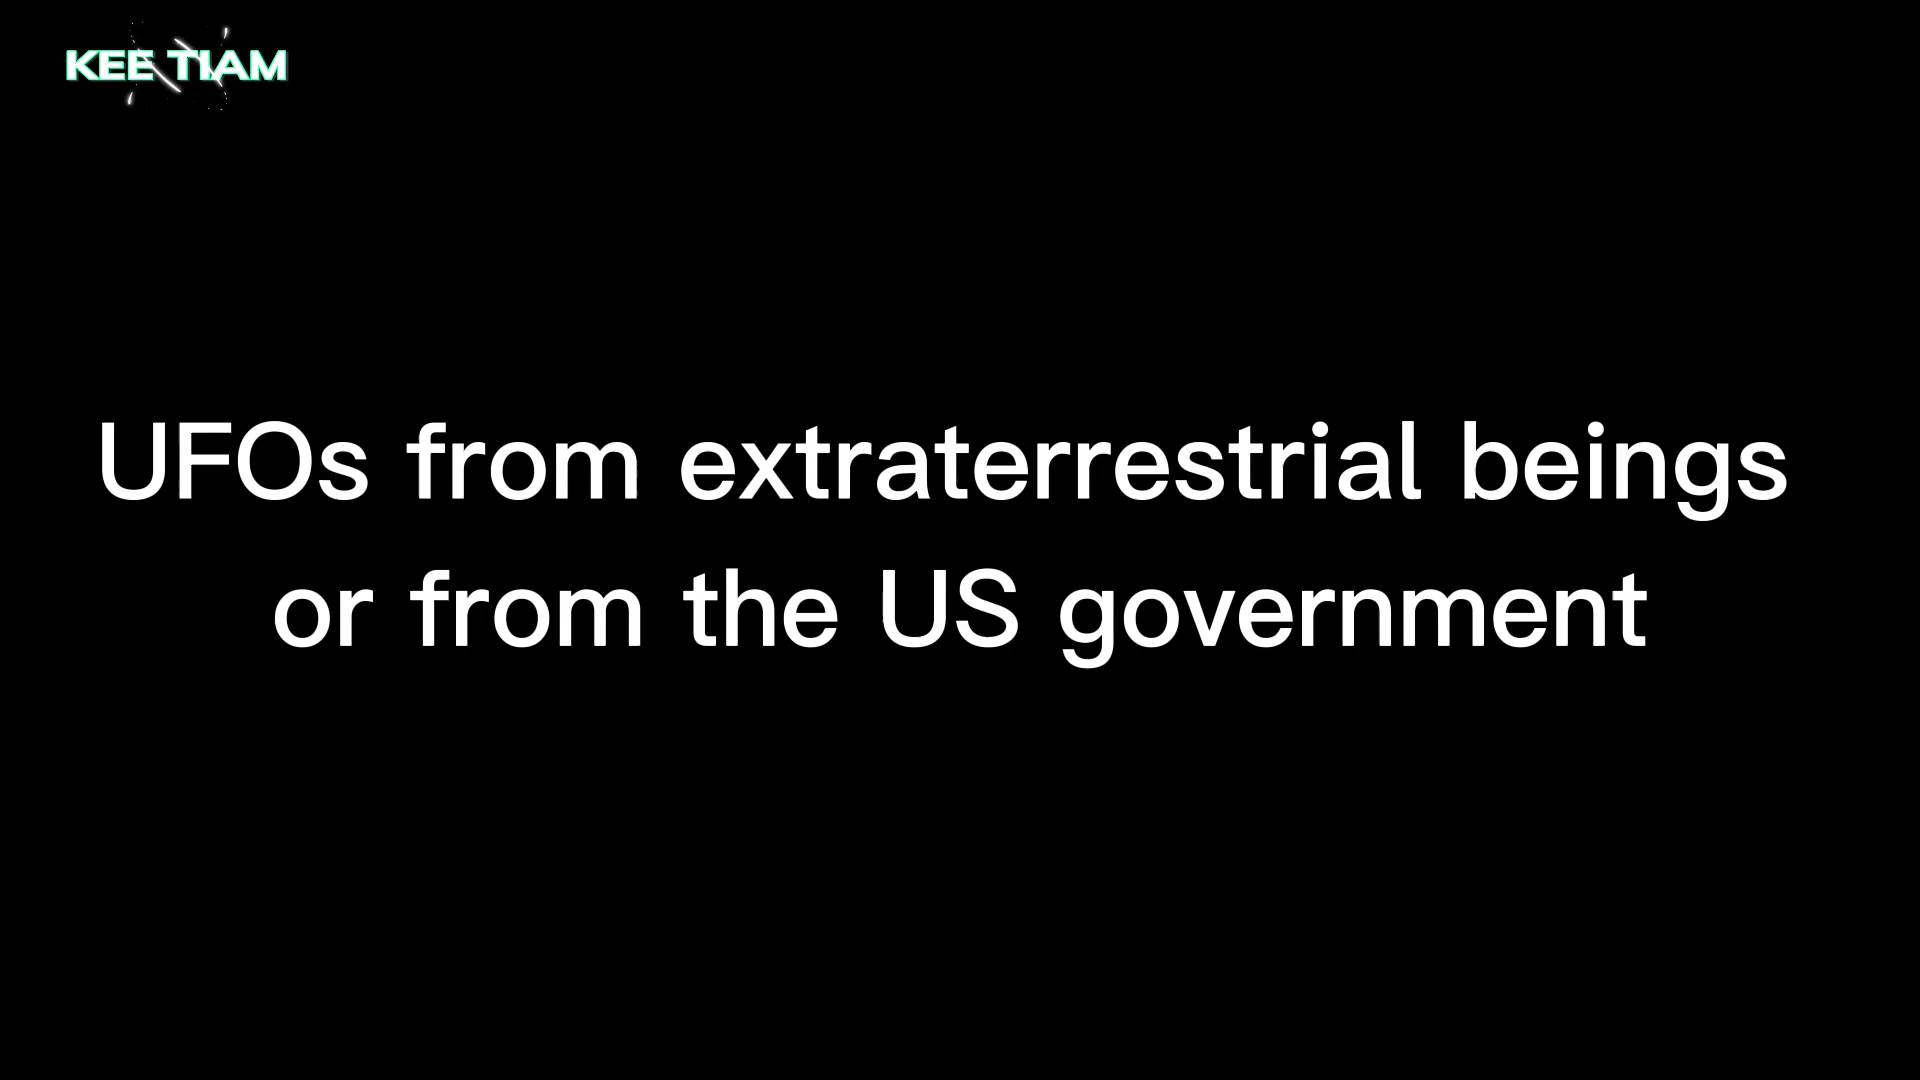 KEE TIAM
UFOs from extraterrestrial beings
or from the US government